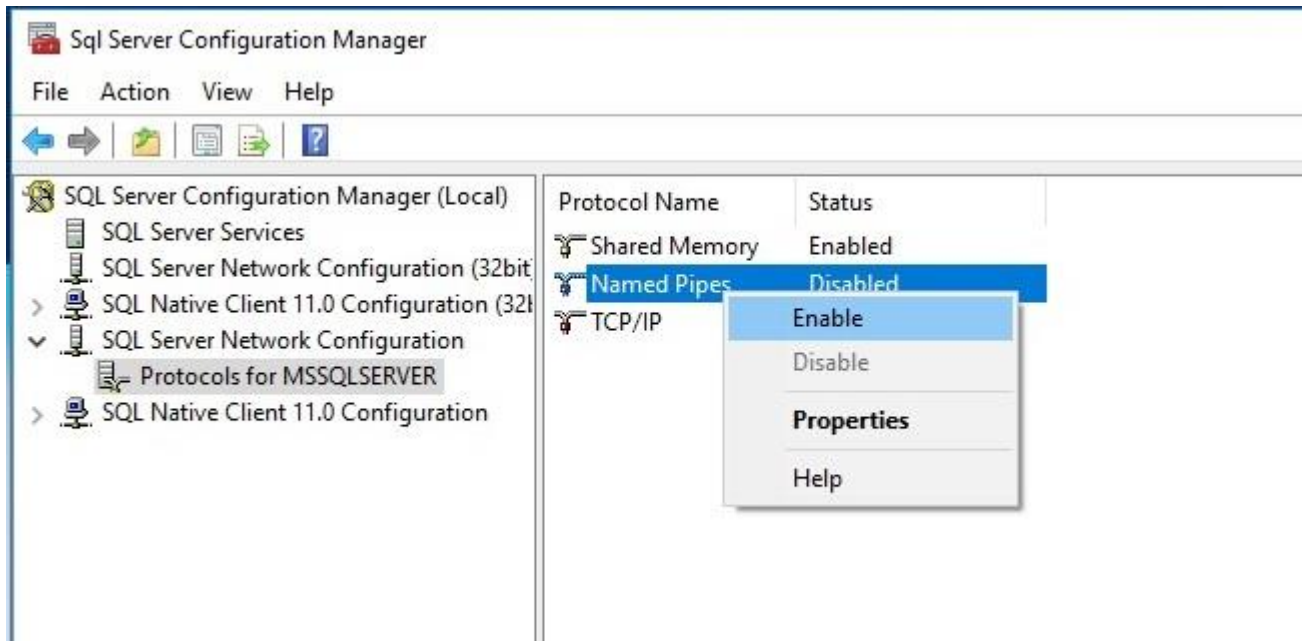 Sql Server Configuration Manager
File Action View Help
SQL Server Configuration Manager (Local)
SQL Server Services
SQL Server Network Configuration (32bit
SQL Native Client 11.0 Configuration (32b
SQL Server Network Configuration
Protocols for MSSQLSERVER
SQL Native Client 11.0 Configuration
Protocol Name Status
Shared Memory Enabled
Named Pipes Disabled
TCP/IP
Enable
Disable
Properties
Help